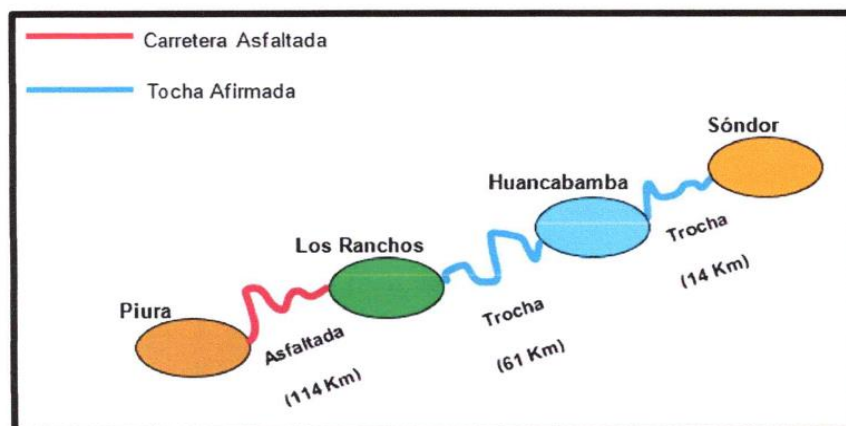 Carretera Asfaltada
Tocha Afirmada
Sóndor
Huancabamba
Trocha
(14 Km)
Los Ranchos
Trocha
(61 Km)
Piura
Asfaltada
(114 Km)